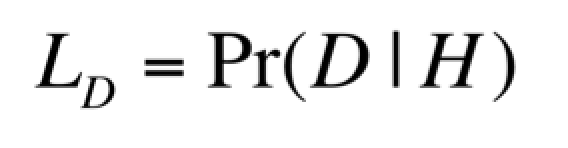 L_D = Pr(D | H)